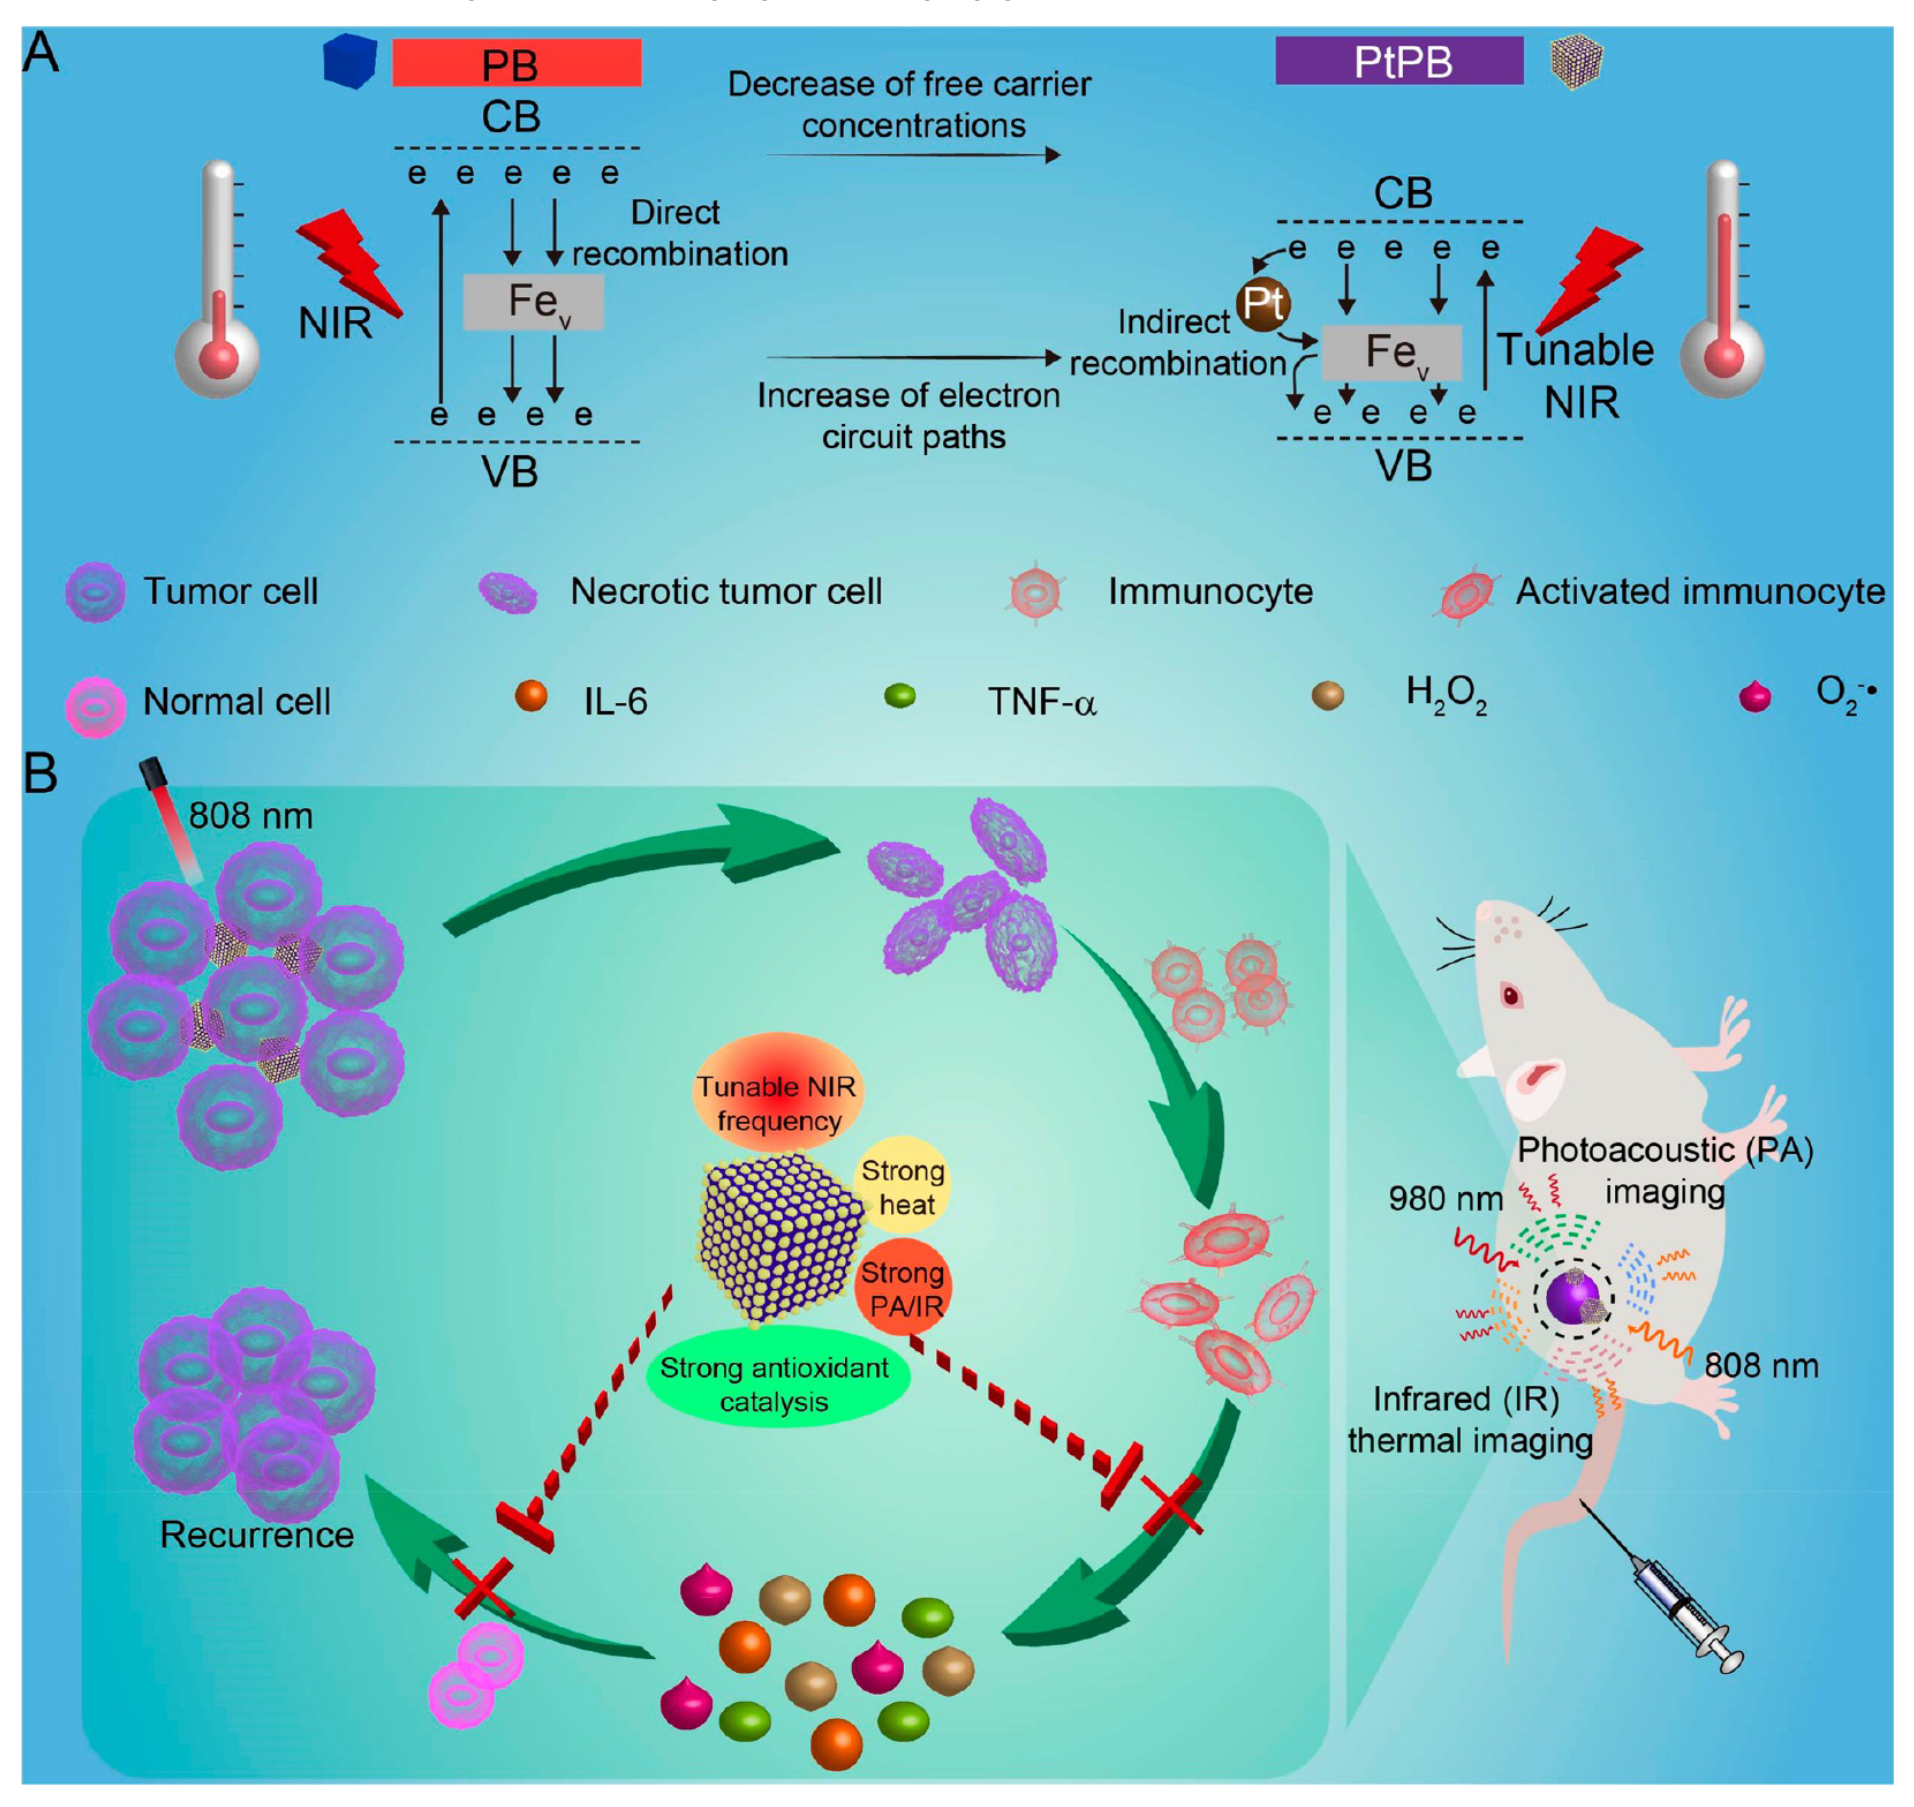 A
PB
PtPB
CB
Decrease of free carrier
concentrations
e e e e e
Direct
recombination
NIR
Fev
e e e e
VB
Increase of electron
circuit paths
CB
e e e e e
Pt
Indirect
recombination
Fev
Tunable
NIR
e e e e
VB
Tumor cell
Necrotic tumor cell
Immunocyte
Activated immunocyte
Normal cell
IL-6
TNF-α
H2O2
O2-•
B
808 nm
Tunable NIR
frequency
Strong
heat
Strong
PA/IR
Strong antioxidant
catalysis
Recurrence
Photoacoustic (PA)
imaging
980 nm
808 nm
Infrared (IR)
thermal imaging